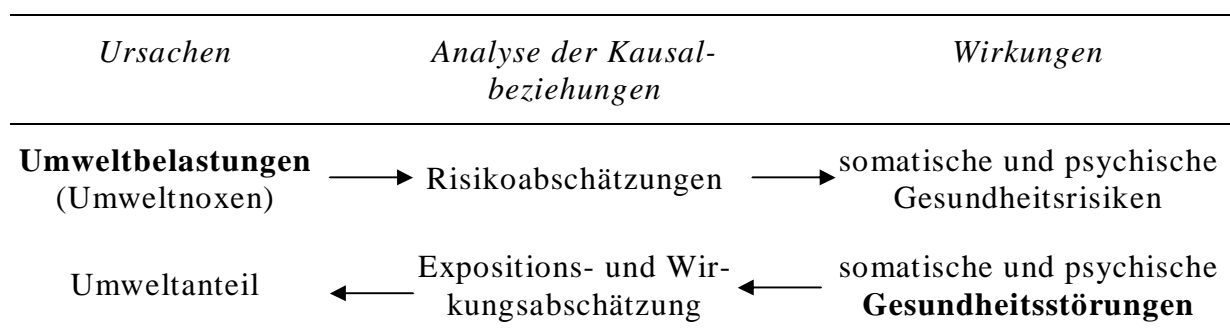 Ursachen
Analyse der Kausal-
beziehungen
Wirkungen
Umweltbelastungen
(Umweltnoxen)
Risikoabschätzungen
somatische und psychische
Gesundheitsrisiken
Umweltanteil
Expositions- und Wir-
kungsabschätzung
somatische und psychische
Gesundheitsstörungen